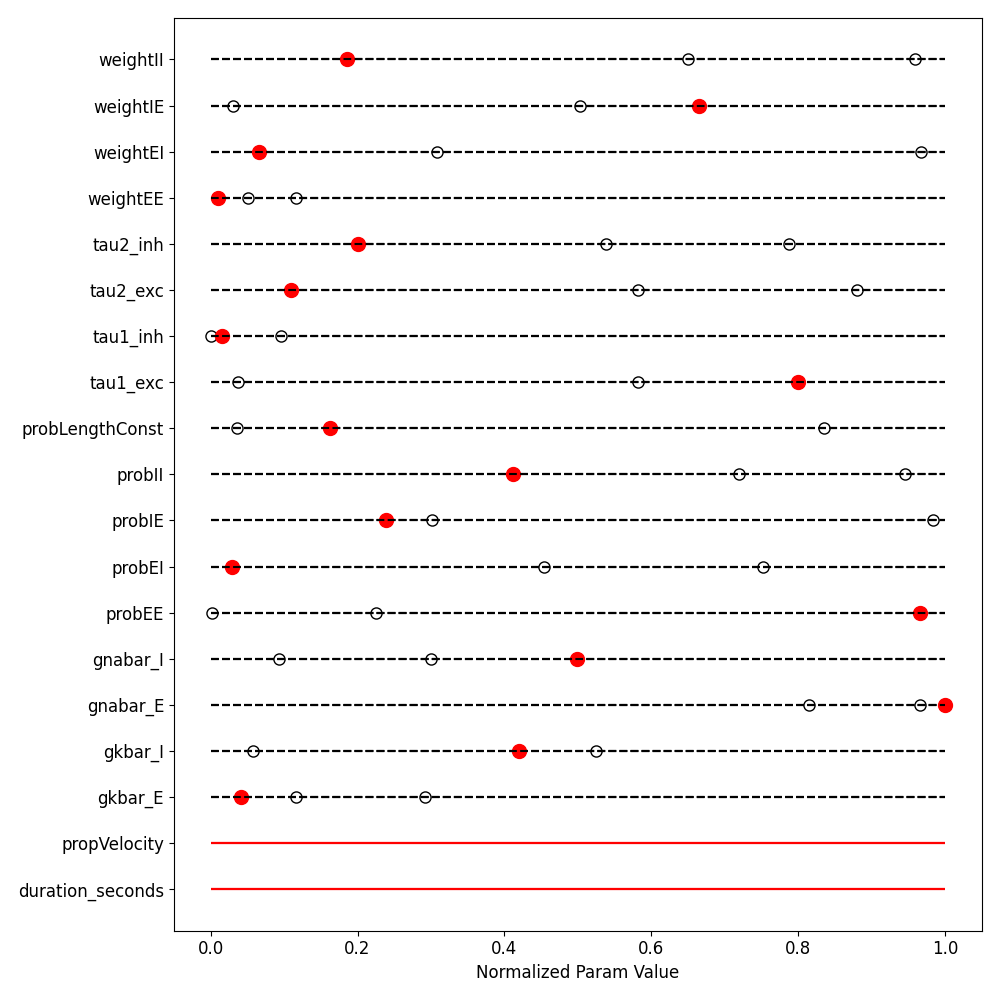 weightII
weightIE
weightEI
weightEE
tau2_inh
tau2_exc
tau1_inh
tau1_exc
probLengthConst
probII
probIE
probEI
probEE
gnabar_I
gnabar_E
gkbar_I
gkbar_E
propVelocity
duration_seconds
0.0 0.2 0.4 0.6 0.8 1.0
Normalized Param Value